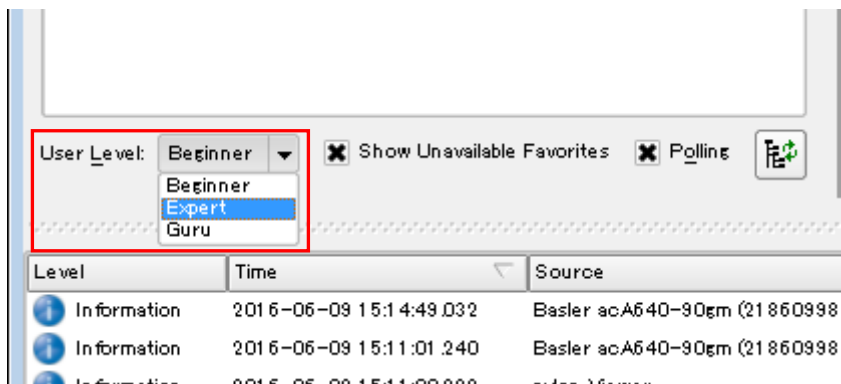 User Level: Beginner Show Unavailable Favorites Polling
Beginner
Expert
Guru
Level Time Source
Information 2016-06-09 15:14:49.032 Basler acA640-90gm (21860998
Information 2016-06-09 15:11:01.240 Basler acA640-90gm (21860998
Information